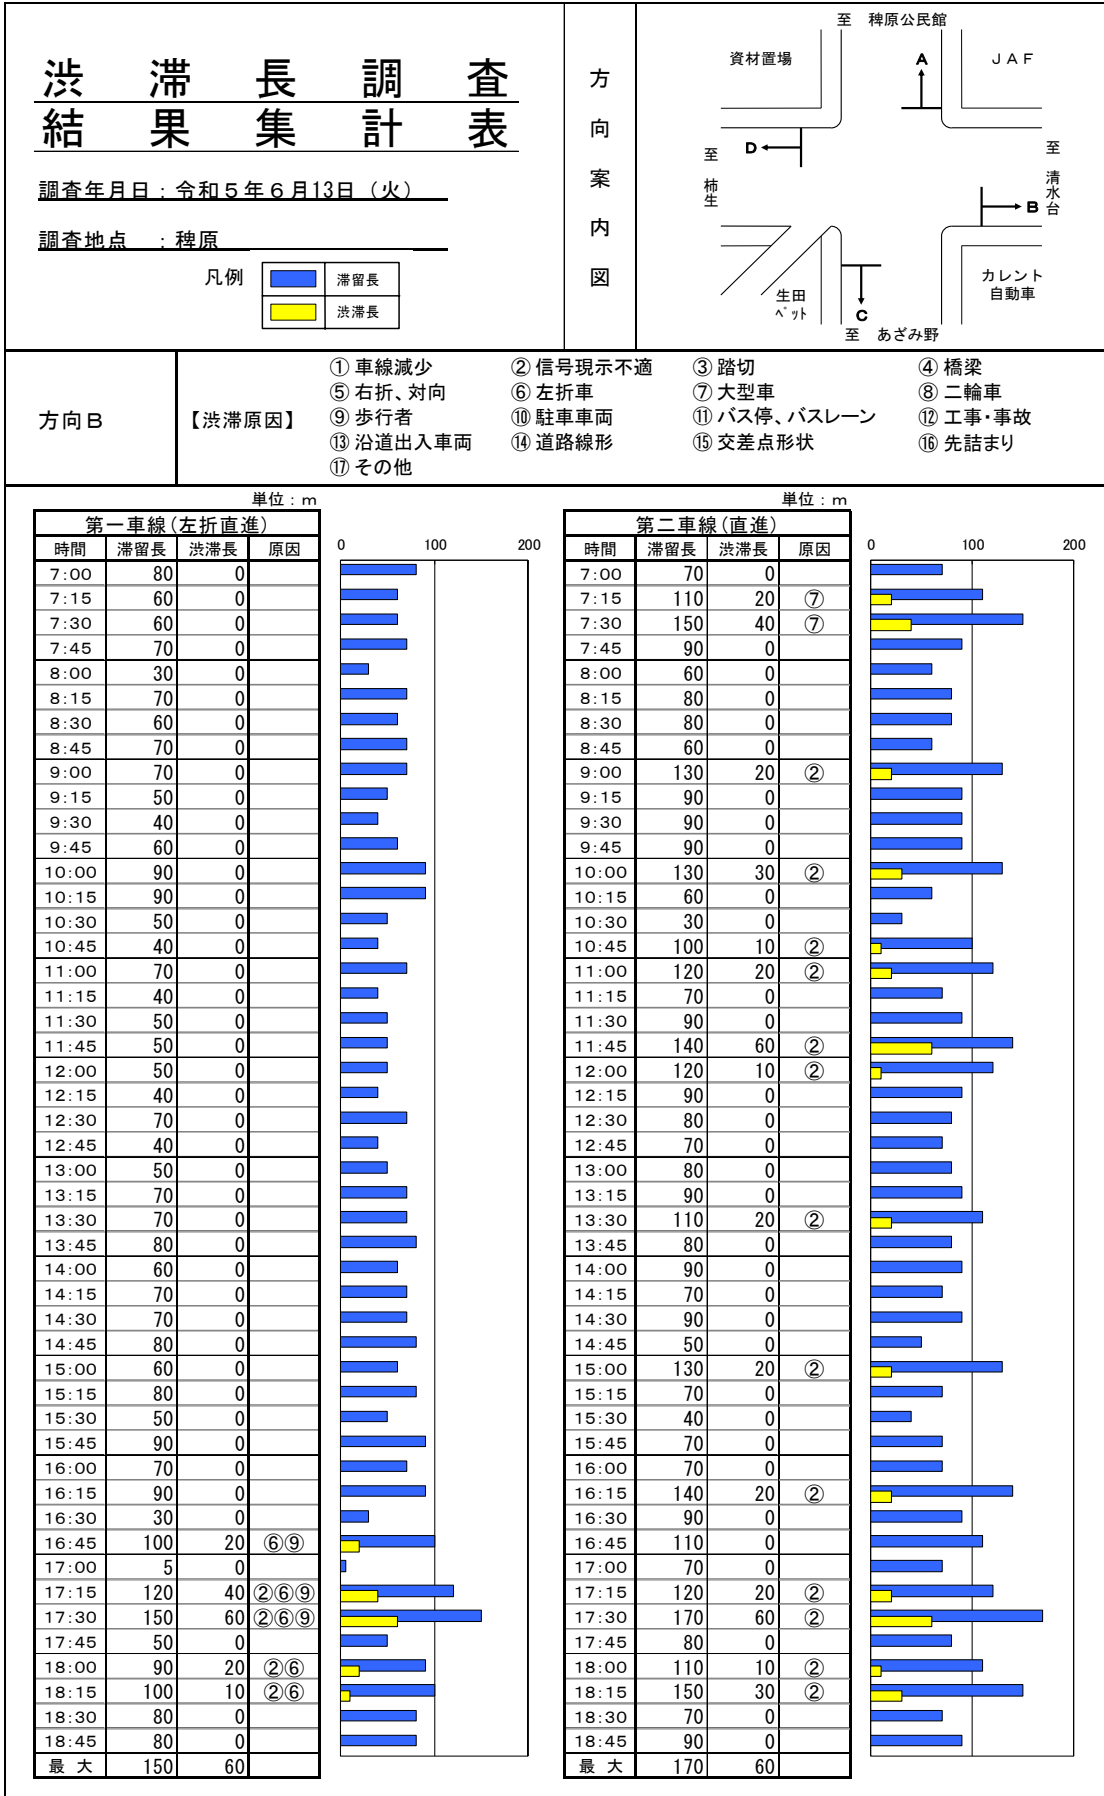 渋滞長調査
結果集計表
調査年月日：令和５年６月13日（火）
調査地点　：稗原
凡例
滞留長
渋滞長
方向案内図
至　稗原公民館
資材置場
A
ＪＡＦ
至　柿生
D
B
至　清水台
C
生田
ﾍﾟｯﾄ
カレント
自動車
至　あざみ野
方向Ｂ
【渋滞原因】
① 車線減少 ② 信号現示不適 ③ 踏切 ④ 橋梁
⑤ 右折、対向 ⑥ 左折車 ⑦ 大型車 ⑧ 二輪車
⑨ 歩行者 ⑩ 駐車車両 ⑪ バス停、バスレーン ⑫ 工事・事故
⑬ 沿道出入車両 ⑭ 道路線形 ⑮ 交差点形状 ⑯ 先詰まり
⑰ その他
単位：ｍ
第一車線（左折直進）
時間 滞留長 渋滞長 原因
0 100 200
7:00 80 0
7:15 60 0
7:30 60 0
7:45 70 0
8:00 30 0
8:15 70 0
8:30 60 0
8:45 70 0
9:00 70 0
9:15 50 0
9:30 40 0
9:45 60 0
10:00 90 0
10:15 90 0
10:30 50 0
10:45 40 0
11:00 70 0
11:15 40 0
11:30 50 0
11:45 50 0
12:00 50 0
12:15 40 0
12:30 70 0
12:45 40 0
13:00 50 0
13:15 70 0
13:30 70 0
13:45 80 0
14:00 60 0
14:15 70 0
14:30 70 0
14:45 80 0
15:00 60 0
15:15 80 0
15:30 50 0
15:45 90 0
16:00 70 0
16:15 90 0
16:30 30 0
16:45 100 20 ⑥⑨
17:00 5 0
17:15 120 40 ②⑥⑨
17:30 150 60 ②⑥⑨
17:45 50 0
18:00 90 20 ②⑥
18:15 100 10 ②⑥
18:30 80 0
18:45 80 0
最 大 150 60
単位：ｍ
第二車線（直進）
時間 滞留長 渋滞長 原因
0 100 200
7:00 70 0
7:15 110 20 ⑦
7:30 150 40 ⑦
7:45 90 0
8:00 60 0
8:15 80 0
8:30 80 0
8:45 60 0
9:00 130 20 ②
9:15 90 0
9:30 90 0
9:45 90 0
10:00 130 30 ②
10:15 60 0
10:30 30 0
10:45 100 10 ②
11:00 120 20 ②
11:15 70 0
11:30 90 0
11:45 140 60 ②
12:00 120 10 ②
12:15 90 0
12:30 80 0
12:45 70 0
13:00 80 0
13:15 90 0
13:30 110 20 ②
13:45 80 0
14:00 90 0
14:15 70 0
14:30 90 0
14:45 50 0
15:00 130 20 ②
15:15 70 0
15:30 40 0
15:45 70 0
16:00 70 0
16:15 140 20 ②
16:30 90 0
16:45 110 0
17:00 70 0
17:15 120 20 ②
17:30 170 60 ②
17:45 80 0
18:00 110 10 ②
18:15 150 30 ②
18:30 70 0
18:45 90 0
最 大 170 60